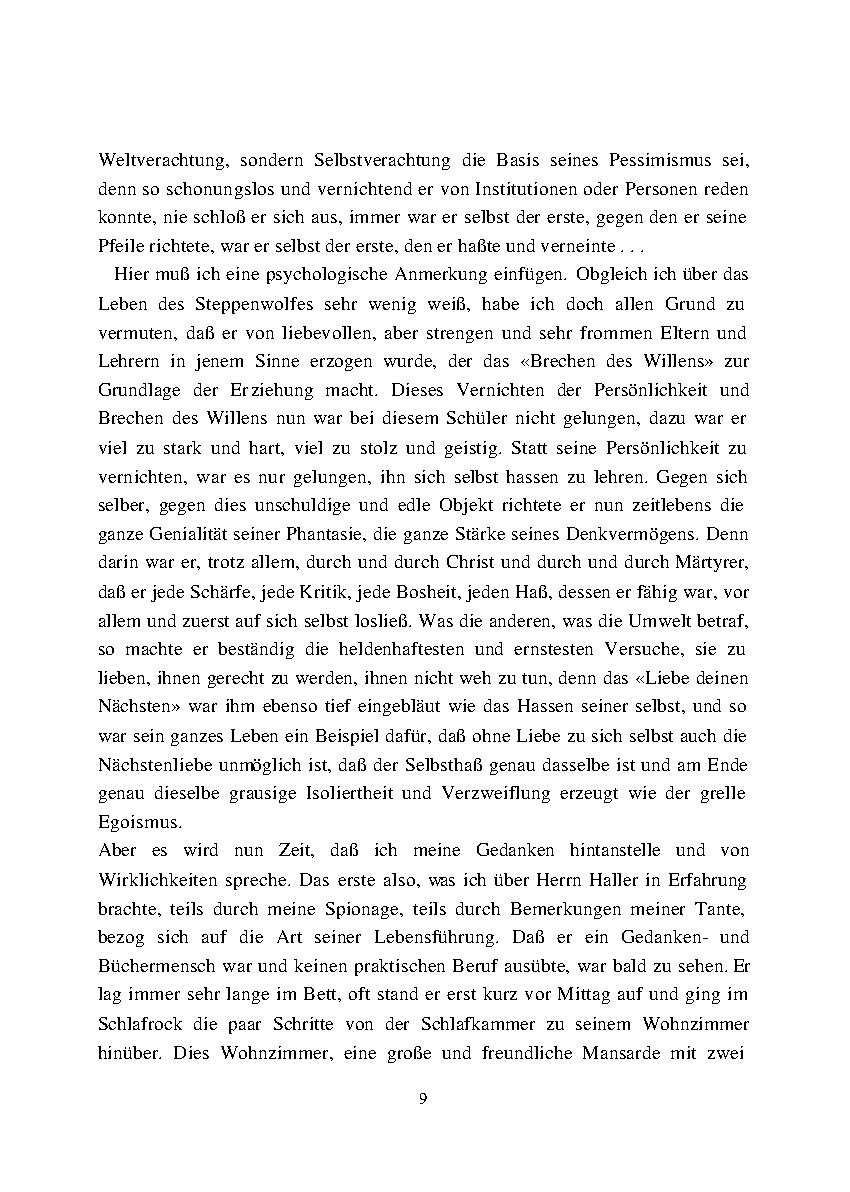 Weltverachtung, sondern Selbstverachtung die Basis seines Pessimismus sei,
denn so schonungslos und vernichtend er von Institutionen oder Personen reden
konnte, nie schloß er sich aus, immer war er selbst der erste, gegen den er seine
Pfeile richtete, war er selbst der erste, den er haßte und verneinte . . .
Hier muß ich eine psychologische Anmerkung einfügen. Obgleich ich über das
Leben des Steppenwolfes sehr wenig weiß, habe ich doch allen Grund zu
vermuten, daß er von liebevollen, aber strengen und sehr frommen Eltern und
Lehrern in jenem Sinne erzogen wurde, der das «Brechen des Willens» zur
Grundlage der Erziehung macht. Dieses Vernichten der Persönlichkeit und
Brechen des Willens nun war bei diesem Schüler nicht gelungen, dazu war er
viel zu stark und hart, viel zu stolz und geistig. Statt seine Persönlichkeit zu
vernichten, war es nur gelungen, ihn sich selbst hassen zu lehren. Gegen sich
selber, gegen dies unschuldige und edle Objekt richtete er nun zeitlebens die
ganze Genialität seiner Phantasie, die ganze Stärke seines Denkvermögens. Denn
darin war er, trotz allem, durch und durch Christ und durch und durch Märtyrer,
daß er jede Schärfe, jede Kritik, jede Bosheit, jeden Haß, dessen er fähig war, vor
allem und zuerst auf sich selbst losließ. Was die anderen, was die Umwelt betraf,
so machte er beständig die heldenhaftesten und ernstesten Versuche, sie zu
lieben, ihnen gerecht zu werden, ihnen nicht weh zu tun, denn das «Liebe deinen
Nächsten» war ihm ebenso tief eingebläut wie das Hassen seiner selbst, und so
war sein ganzes Leben ein Beispiel dafür, daß ohne Liebe zu sich selbst auch die
Nächstenliebe unmöglich ist, daß der Selbsthaß genau dasselbe ist und am Ende
genau dieselbe grausige Isoliertheit und Verzweiflung erzeugt wie der grelle
Egoismus.
Aber es wird nun Zeit, daß ich meine Gedanken hintanstelle und von
Wirklichkeiten spreche. Das erste also, was ich über Herrn Haller in Erfahrung
brachte, teils durch meine Spionage, teils durch Bemerkungen meiner Tante,
bezog sich auf die Art seiner Lebensführung. Daß er ein Gedanken- und
Büchermensch war und keinen praktischen Beruf ausübte, war bald zu sehen. Er
lag immer sehr lange im Bett, oft stand er erst kurz vor Mittag auf und ging im
Schlafrock die paar Schritte von der Schlafkammer zu seinem Wohnzimmer
hinüber. Dies Wohnzimmer, eine große und freundliche Mansarde mit zwei
9